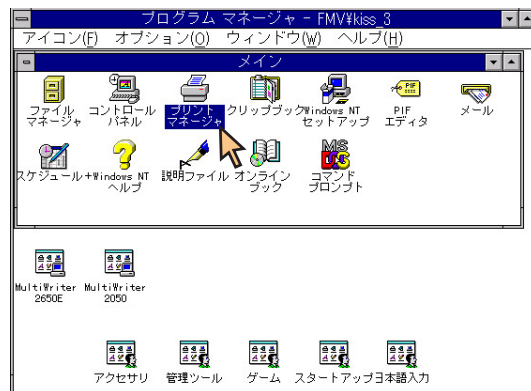 プログラム マネージャ - FMV¥kiss_3
アイコン(F) オプション(O) ウィンドウ(W) ヘルプ(H)
メイン
ファイル マネージャ
コントロール パネル
プリント マネージャ
クリップブック
Windows NT セットアップ
PIF エディタ
メール
スケジュール+
Windows NT ヘルプ
説明ファイル
オンライン ブック
MS DOS
コマンド プロンプト
MultiWriter 2650E
MultiWriter 2050
アクセサリ
管理ツール
ゲーム
スタートアップ
日本語入力